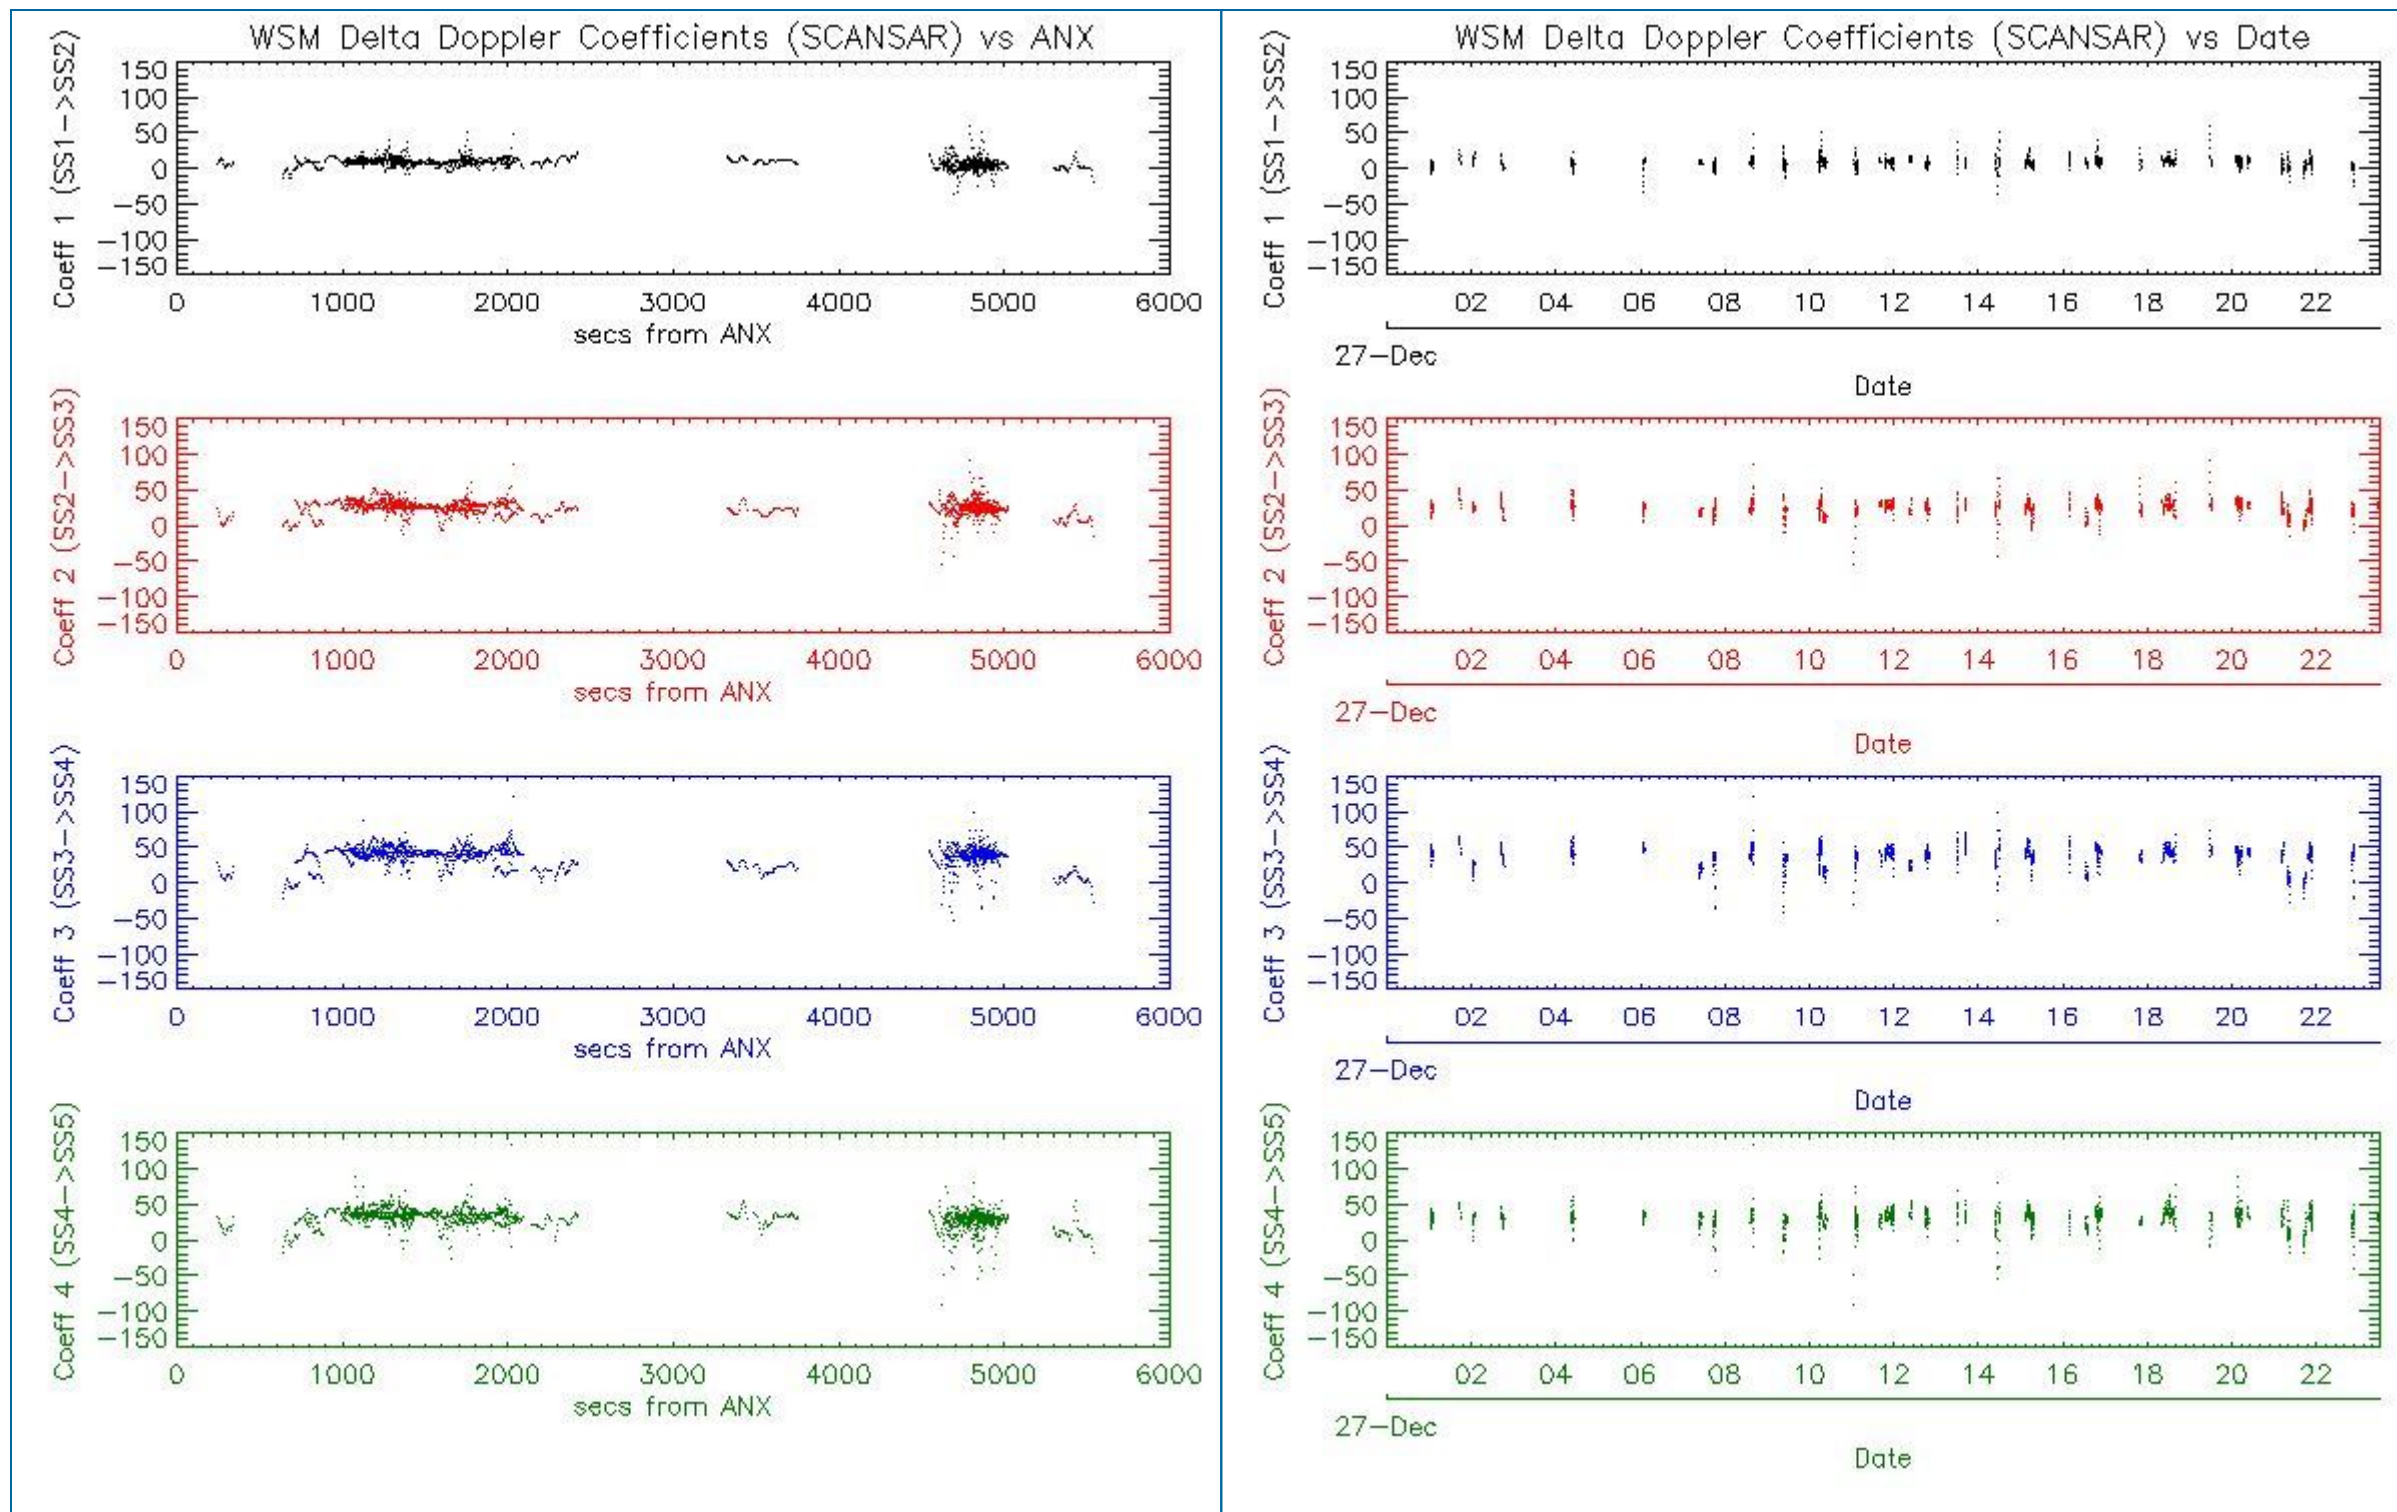 WSM Delta Doppler Coefficients (SCANSAR) vs ANX
Coeff 1 (SS1->SS2)
150
100
50
0
-50
-100
-150
0 1000 2000 3000 4000 5000 6000
secs from ANX
Coeff 2 (SS2->SS3)
150
100
50
0
-50
-100
-150
0 1000 2000 3000 4000 5000 6000
secs from ANX
Coeff 3 (SS3->SS4)
150
100
50
0
-50
-100
-150
0 1000 2000 3000 4000 5000 6000
secs from ANX
Coeff 4 (SS4->SS5)
150
100
50
0
-50
-100
-150
0 1000 2000 3000 4000 5000 6000
secs from ANX
WSM Delta Doppler Coefficients (SCANSAR) vs Date
Coeff 1 (SS1->SS2)
150
100
50
0
-50
-100
-150
02 04 06 08 10 12 14 16 18 20 22
27-Dec
Date
Coeff 2 (SS2->SS3)
150
100
50
0
-50
-100
-150
02 04 06 08 10 12 14 16 18 20 22
27-Dec
Date
Coeff 3 (SS3->SS4)
150
100
50
0
-50
-100
-150
02 04 06 08 10 12 14 16 18 20 22
27-Dec
Date
Coeff 4 (SS4->SS5)
150
100
50
0
-50
-100
-150
02 04 06 08 10 12 14 16 18 20 22
27-Dec
Date